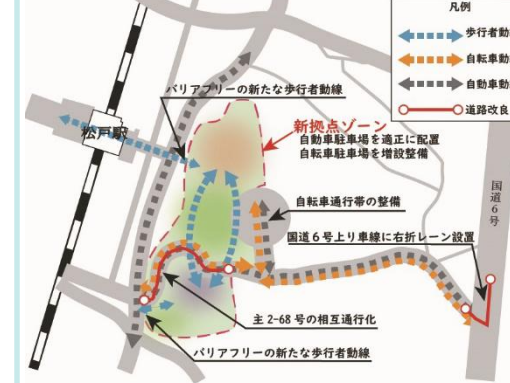 凡例
歩行者動
自転車動
自動車動
道路改良
バリアフリーの新たな歩行者動線
松戸駅
新拠点ゾーン
自動車駐車場を適正に配置
自転車駐車場を増設整備
自転車通行帯の整備
国道6号
国道6号上り車線に右折レーン設置
主2-68号の相互通行化
バリアフリーの新たな歩行者動線